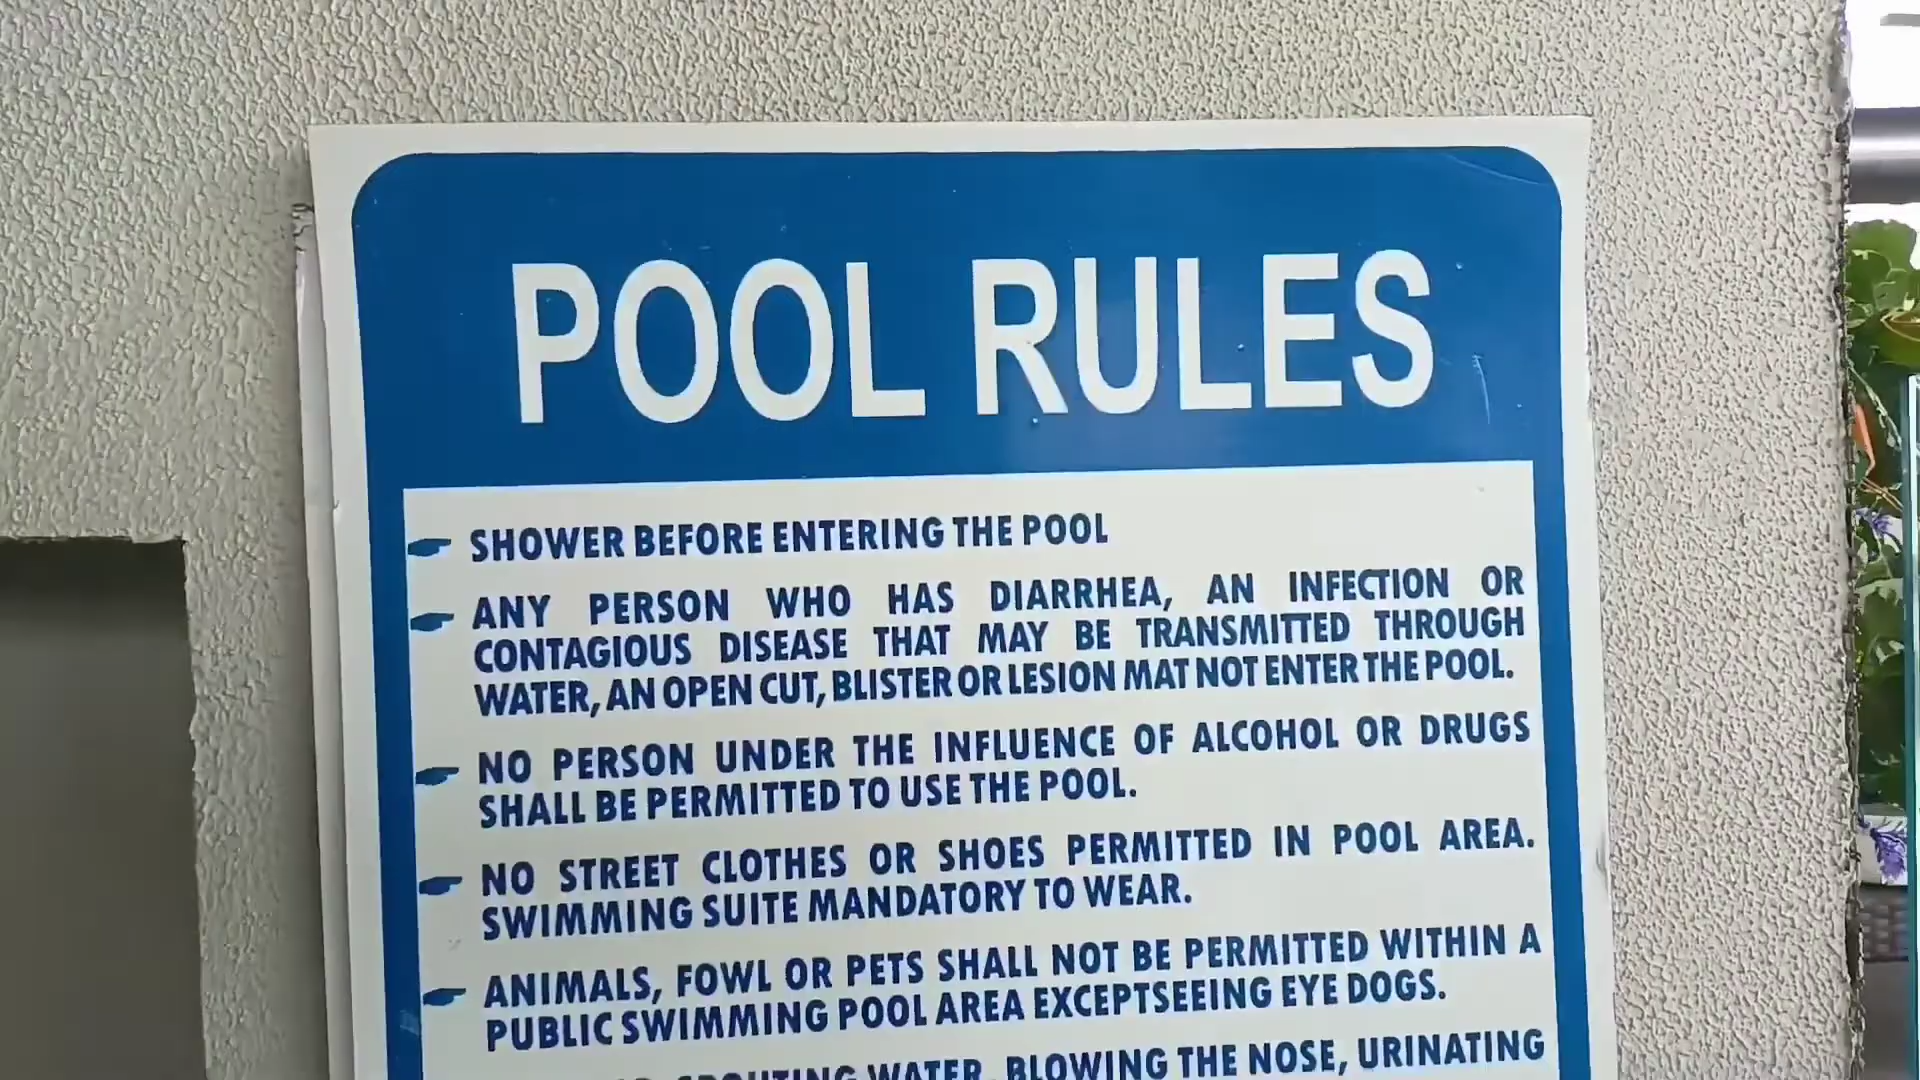 POOL RULES
SHOWER BEFORE ENTERING THE POOL
ANY PERSON WHO HAS DIARRHEA, AN INFECTION OR
CONTAGIOUS DISEASE THAT MAY BE TRANSMITTED THROUGH
WATER, AN OPEN CUT, BLISTER OR LESION MAT NOT ENTER THE POOL.
NO PERSON UNDER THE INFLUENCE OF ALCOHOL OR DRUGS
SHALL BE PERMITTED TO USE THE POOL.
NO STREET CLOTHES OR SHOES PERMITTED IN POOL AREA.
SWIMMING SUITE MANDATORY TO WEAR.
ANIMALS, FOWL OR PETS SHALL NOT BE PERMITTED WITHIN A
PUBLIC SWIMMING POOL AREA EXCEPTSEEING EYE DOGS.
SPOUTING WATER, BLOWING THE NOSE, URINATING